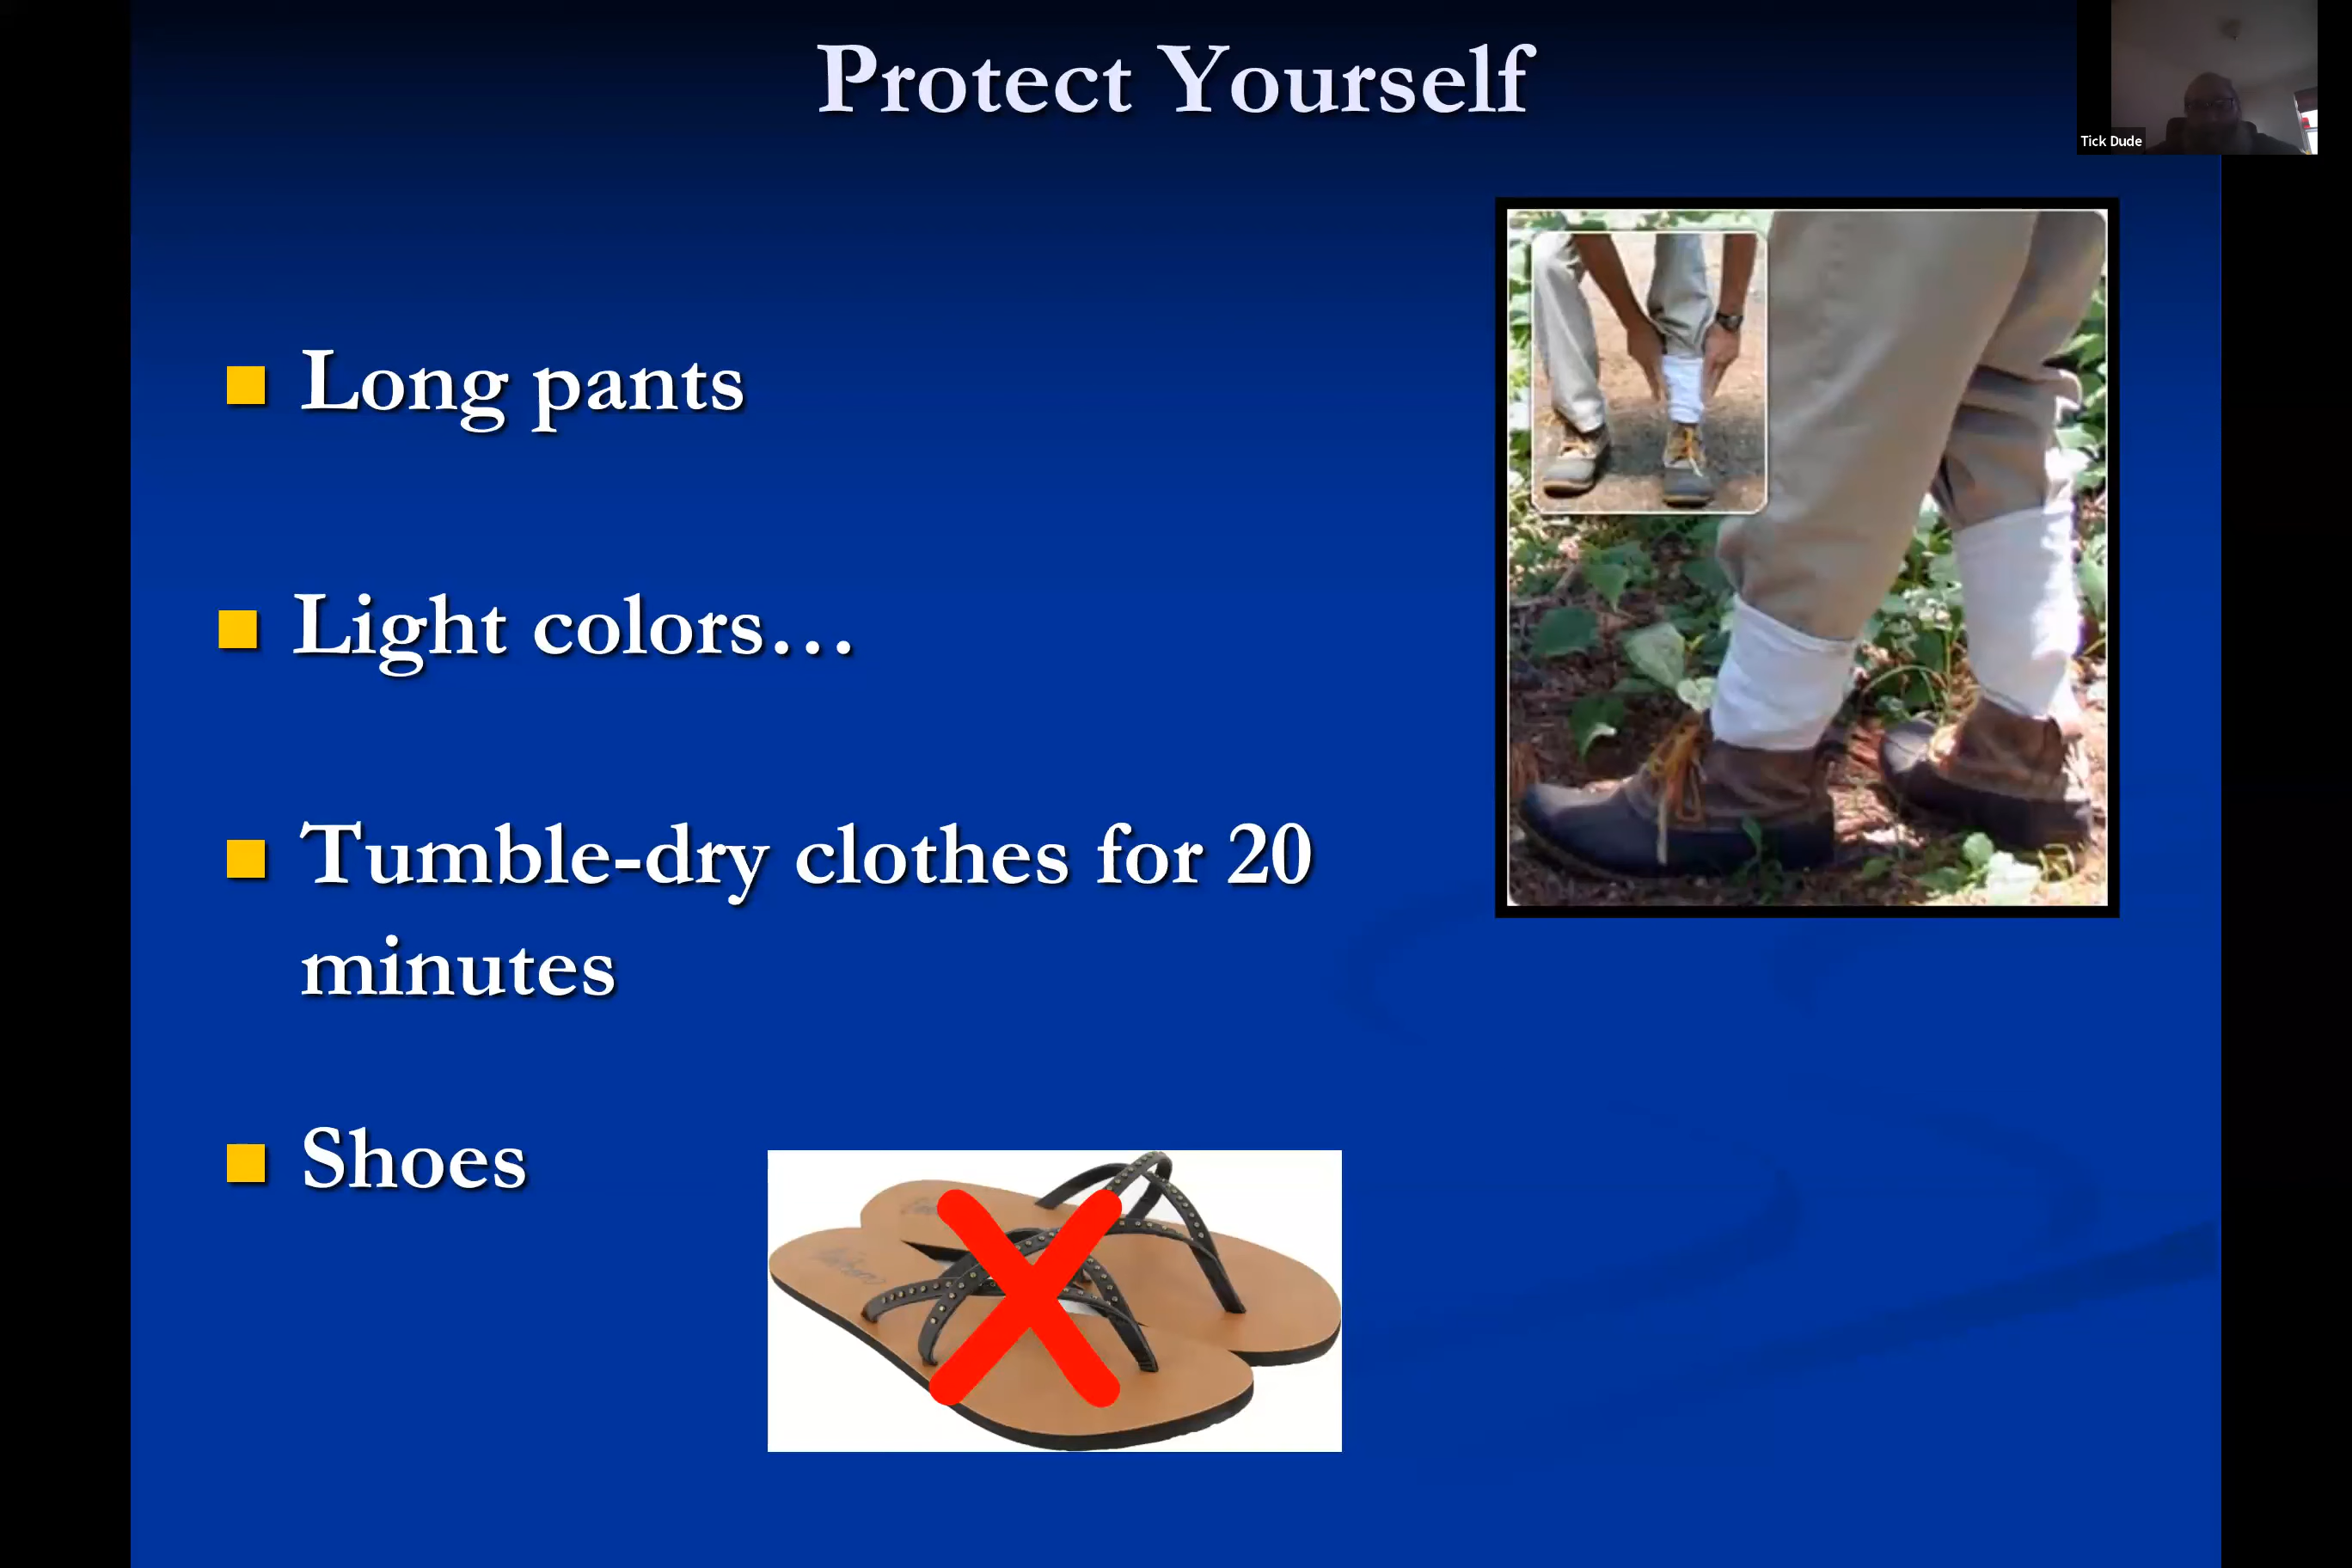 Protect Yourself
Tick Dude
Long pants
Light colors...
Tumble-dry clothes for 20
minutes
Shoes